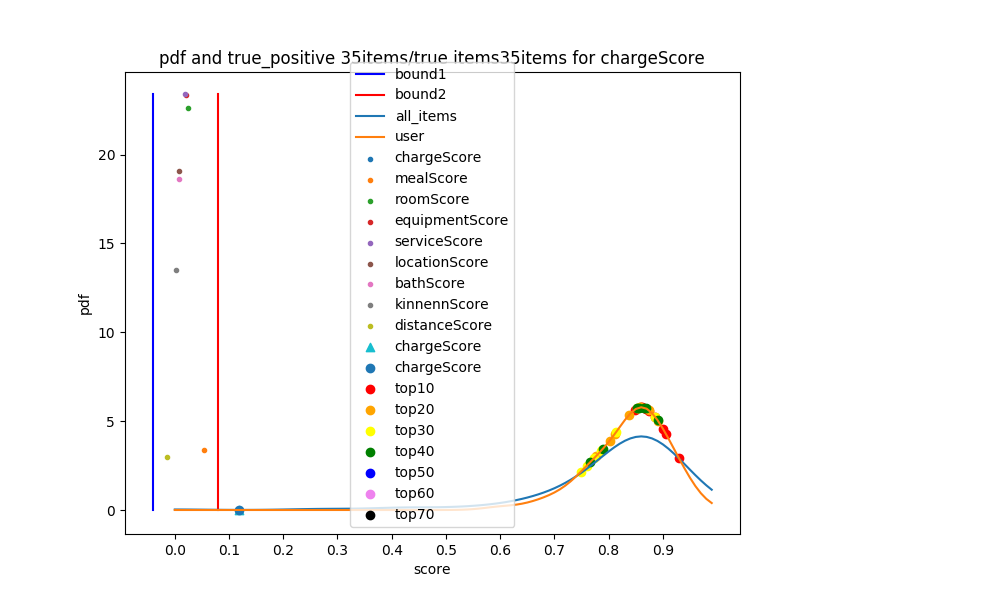 pdf and true_positive 35items/true items35items for chargeScore
bound1
bound2
all_items
user
chargeScore
mealScore
roomScore
equipmentScore
serviceScore
locationScore
bathScore
kinnennScore
distanceScore
chargeScore
chargeScore
top10
top20
top30
top40
top50
top60
top70
pdf
20
15
10
5
0
0.0 0.1 0.2 0.3 0.4 0.5 0.6 0.7 0.8 0.9
score